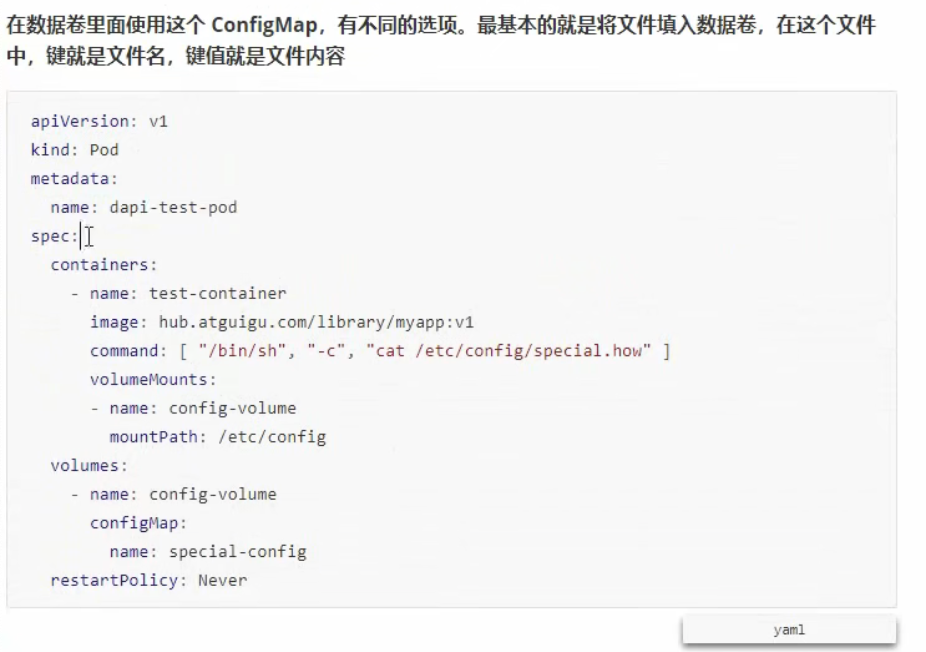 在数据卷里面使用这个 ConfigMap，有不同的选项。最基本的就是将文件填入数据卷，在这个文件
中，键就是文件名，键值就是文件内容
apiVersion: v1
kind: Pod
metadata:
  name: dapi-test-pod
spec:
  containers:
    - name: test-container
      image: hub.atguigu.com/library/myapp:v1
      command: [ "/bin/sh", "-c", "cat /etc/config/special.how" ]
      volumeMounts:
      - name: config-volume
        mountPath: /etc/config
  volumes:
    - name: config-volume
      configMap:
        name: special-config
  restartPolicy: Never
yaml